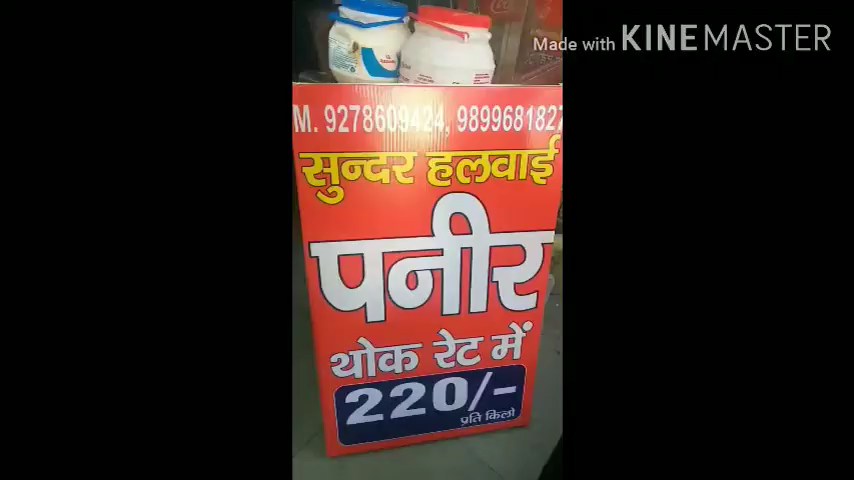 Made with KINEMASTER
M. 9278609424, 9899681827
सुन्दर हलवाई
पनीर
थोक रेट में
220/-
प्रति किलो